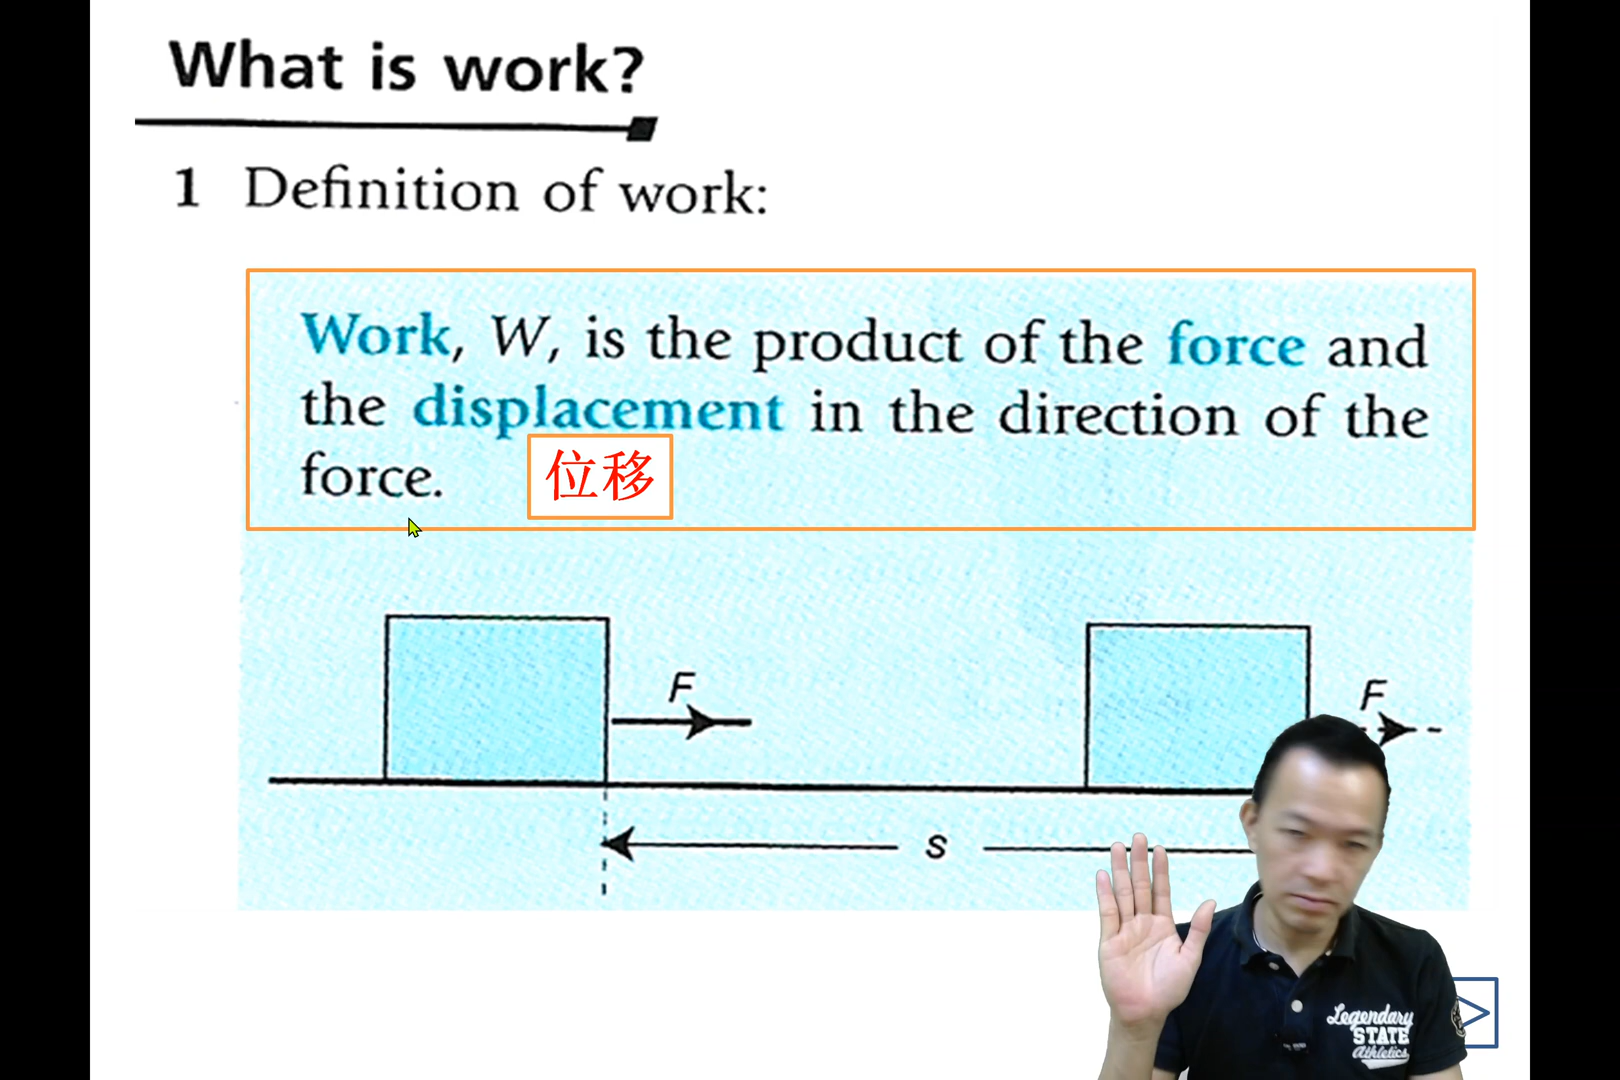 What is work?
1 Definition of work:
Work, W, is the product of the force and
the displacement in the direction of the
force.
位移
F
F
s
Legendary
STATE
Athletics